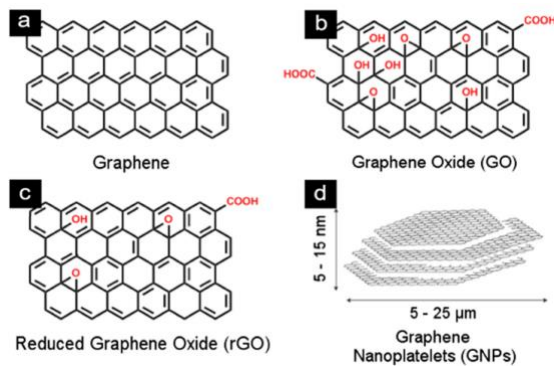 a
Graphene
b
OH
O
O
COOH
OH
OH
HOOC
O
OH
Graphene Oxide (GO)
c
OH
O
COOH
O
Reduced Graphene Oxide (rGO)
d
5 - 15 nm
5 - 25 µm
Graphene
Nanoplatelets (GNPs)